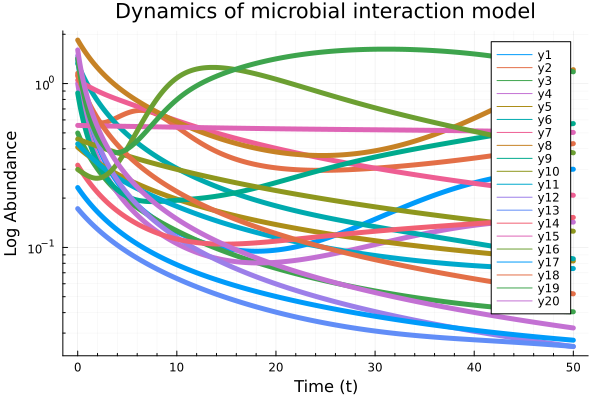 Dynamics of microbial interaction model
Log Abundance
10⁰
10⁻¹
0
10
20
30
40
50
Time (t)
y1
y2
y3
y4
y5
y6
y7
y8
y9
y10
y11
y12
y13
y14
y15
y16
y17
y18
y19
y20